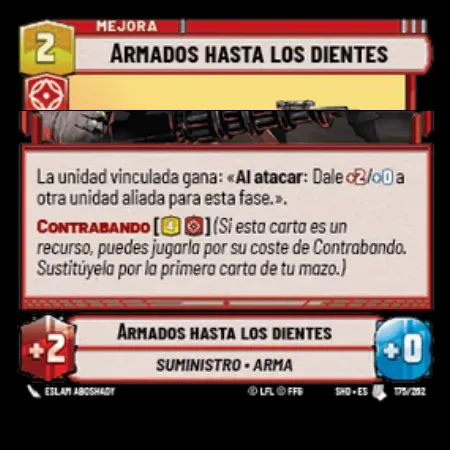 MEJORA
2
ARMADOS HASTA LOS DIENTES
La unidad vinculada gana: «Al atacar: Dale +2/+0 a
otra unidad aliada para esta fase.».
CONTRABANDO [4] (Si esta carta es un
recurso, puedes jugarla por su coste de Contrabando.
Sustitúyela por la primera carta de tu mazo.)
ARMADOS HASTA LOS DIENTES
+2
+0
SUMINISTRO • ARMA
ESLAM ABOSHADY
© LFL © FFG
SHD • ES
175/262